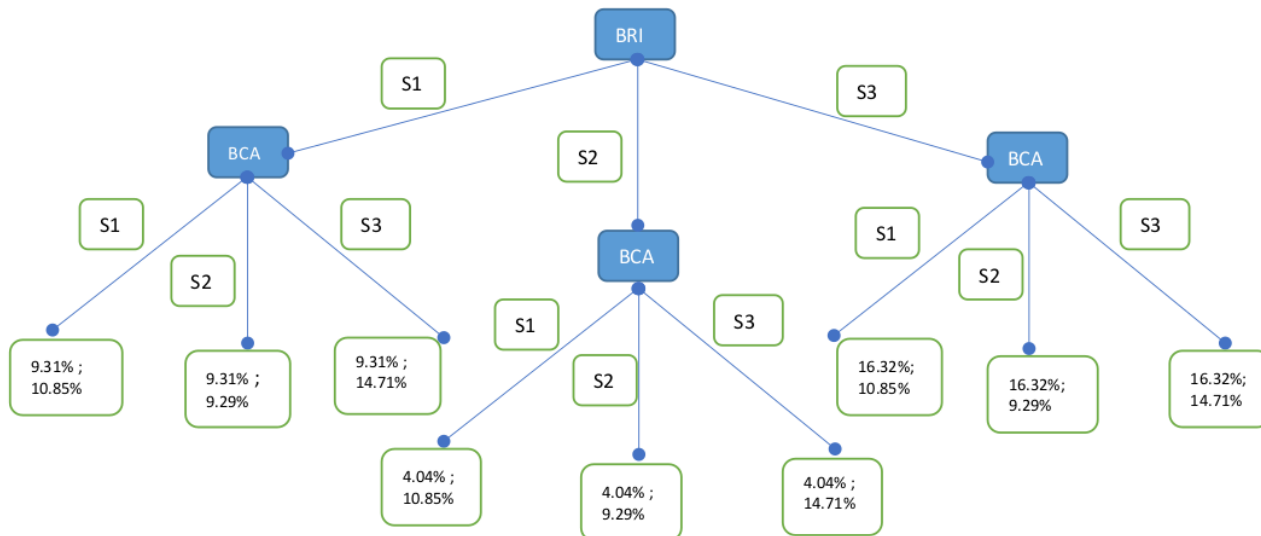 BRI
S1
S3
S2
BCA
BCA
S1
S3
S1
S3
S2
BCA
S2
S1
S3
9.31% ;
10.85%
9.31% ;
9.29%
9.31% ;
14.71%
S2
16.32%;
10.85%
16.32%;
9.29%
16.32%;
14.71%
4.04% ;
10.85%
4.04% ;
9.29%
4.04% ;
14.71%